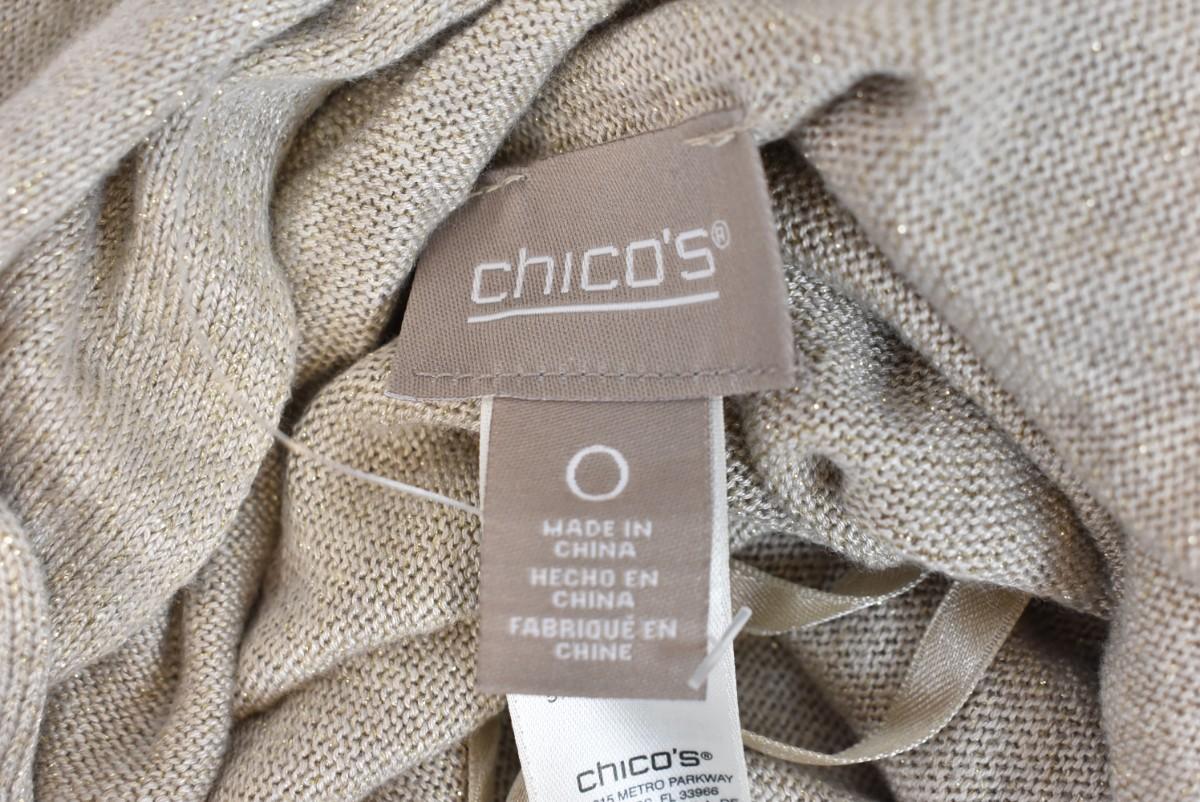 chico's®
O
MADE IN
CHINA
HECHO EN
CHINA
FABRIQUÉ EN
CHINE
chico's®
METRO PARKWAY
FL 33966